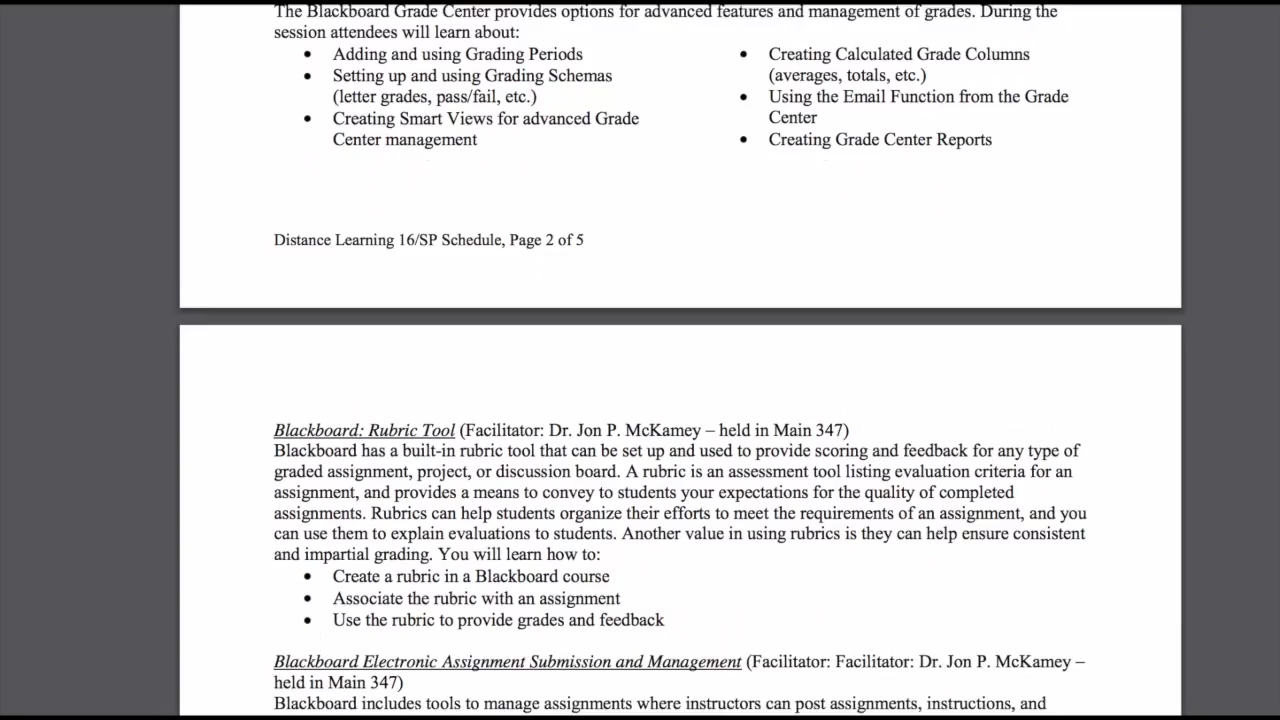 The Blackboard Grade Center provides options for advanced features and management of grades. During the
session attendees will learn about:
• Adding and using Grading Periods
• Setting up and using Grading Schemas
(letter grades, pass/fail, etc.)
• Creating Smart Views for advanced Grade
Center management
• Creating Calculated Grade Columns
(averages, totals, etc.)
• Using the Email Function from the Grade
Center
• Creating Grade Center Reports
Distance Learning 16/SP Schedule, Page 2 of 5
Blackboard: Rubric Tool (Facilitator: Dr. Jon P. McKamey – held in Main 347)
Blackboard has a built-in rubric tool that can be set up and used to provide scoring and feedback for any type of
graded assignment, project, or discussion board. A rubric is an assessment tool listing evaluation criteria for an
assignment, and provides a means to convey to students your expectations for the quality of completed
assignments. Rubrics can help students organize their efforts to meet the requirements of an assignment, and you
can use them to explain evaluations to students. Another value in using rubrics is they can help ensure consistent
and impartial grading. You will learn how to:
• Create a rubric in a Blackboard course
• Associate the rubric with an assignment
• Use the rubric to provide grades and feedback
Blackboard Electronic Assignment Submission and Management (Facilitator: Facilitator: Dr. Jon P. McKamey –
held in Main 347)
Blackboard includes tools to manage assignments where instructors can post assignments, instructions, and